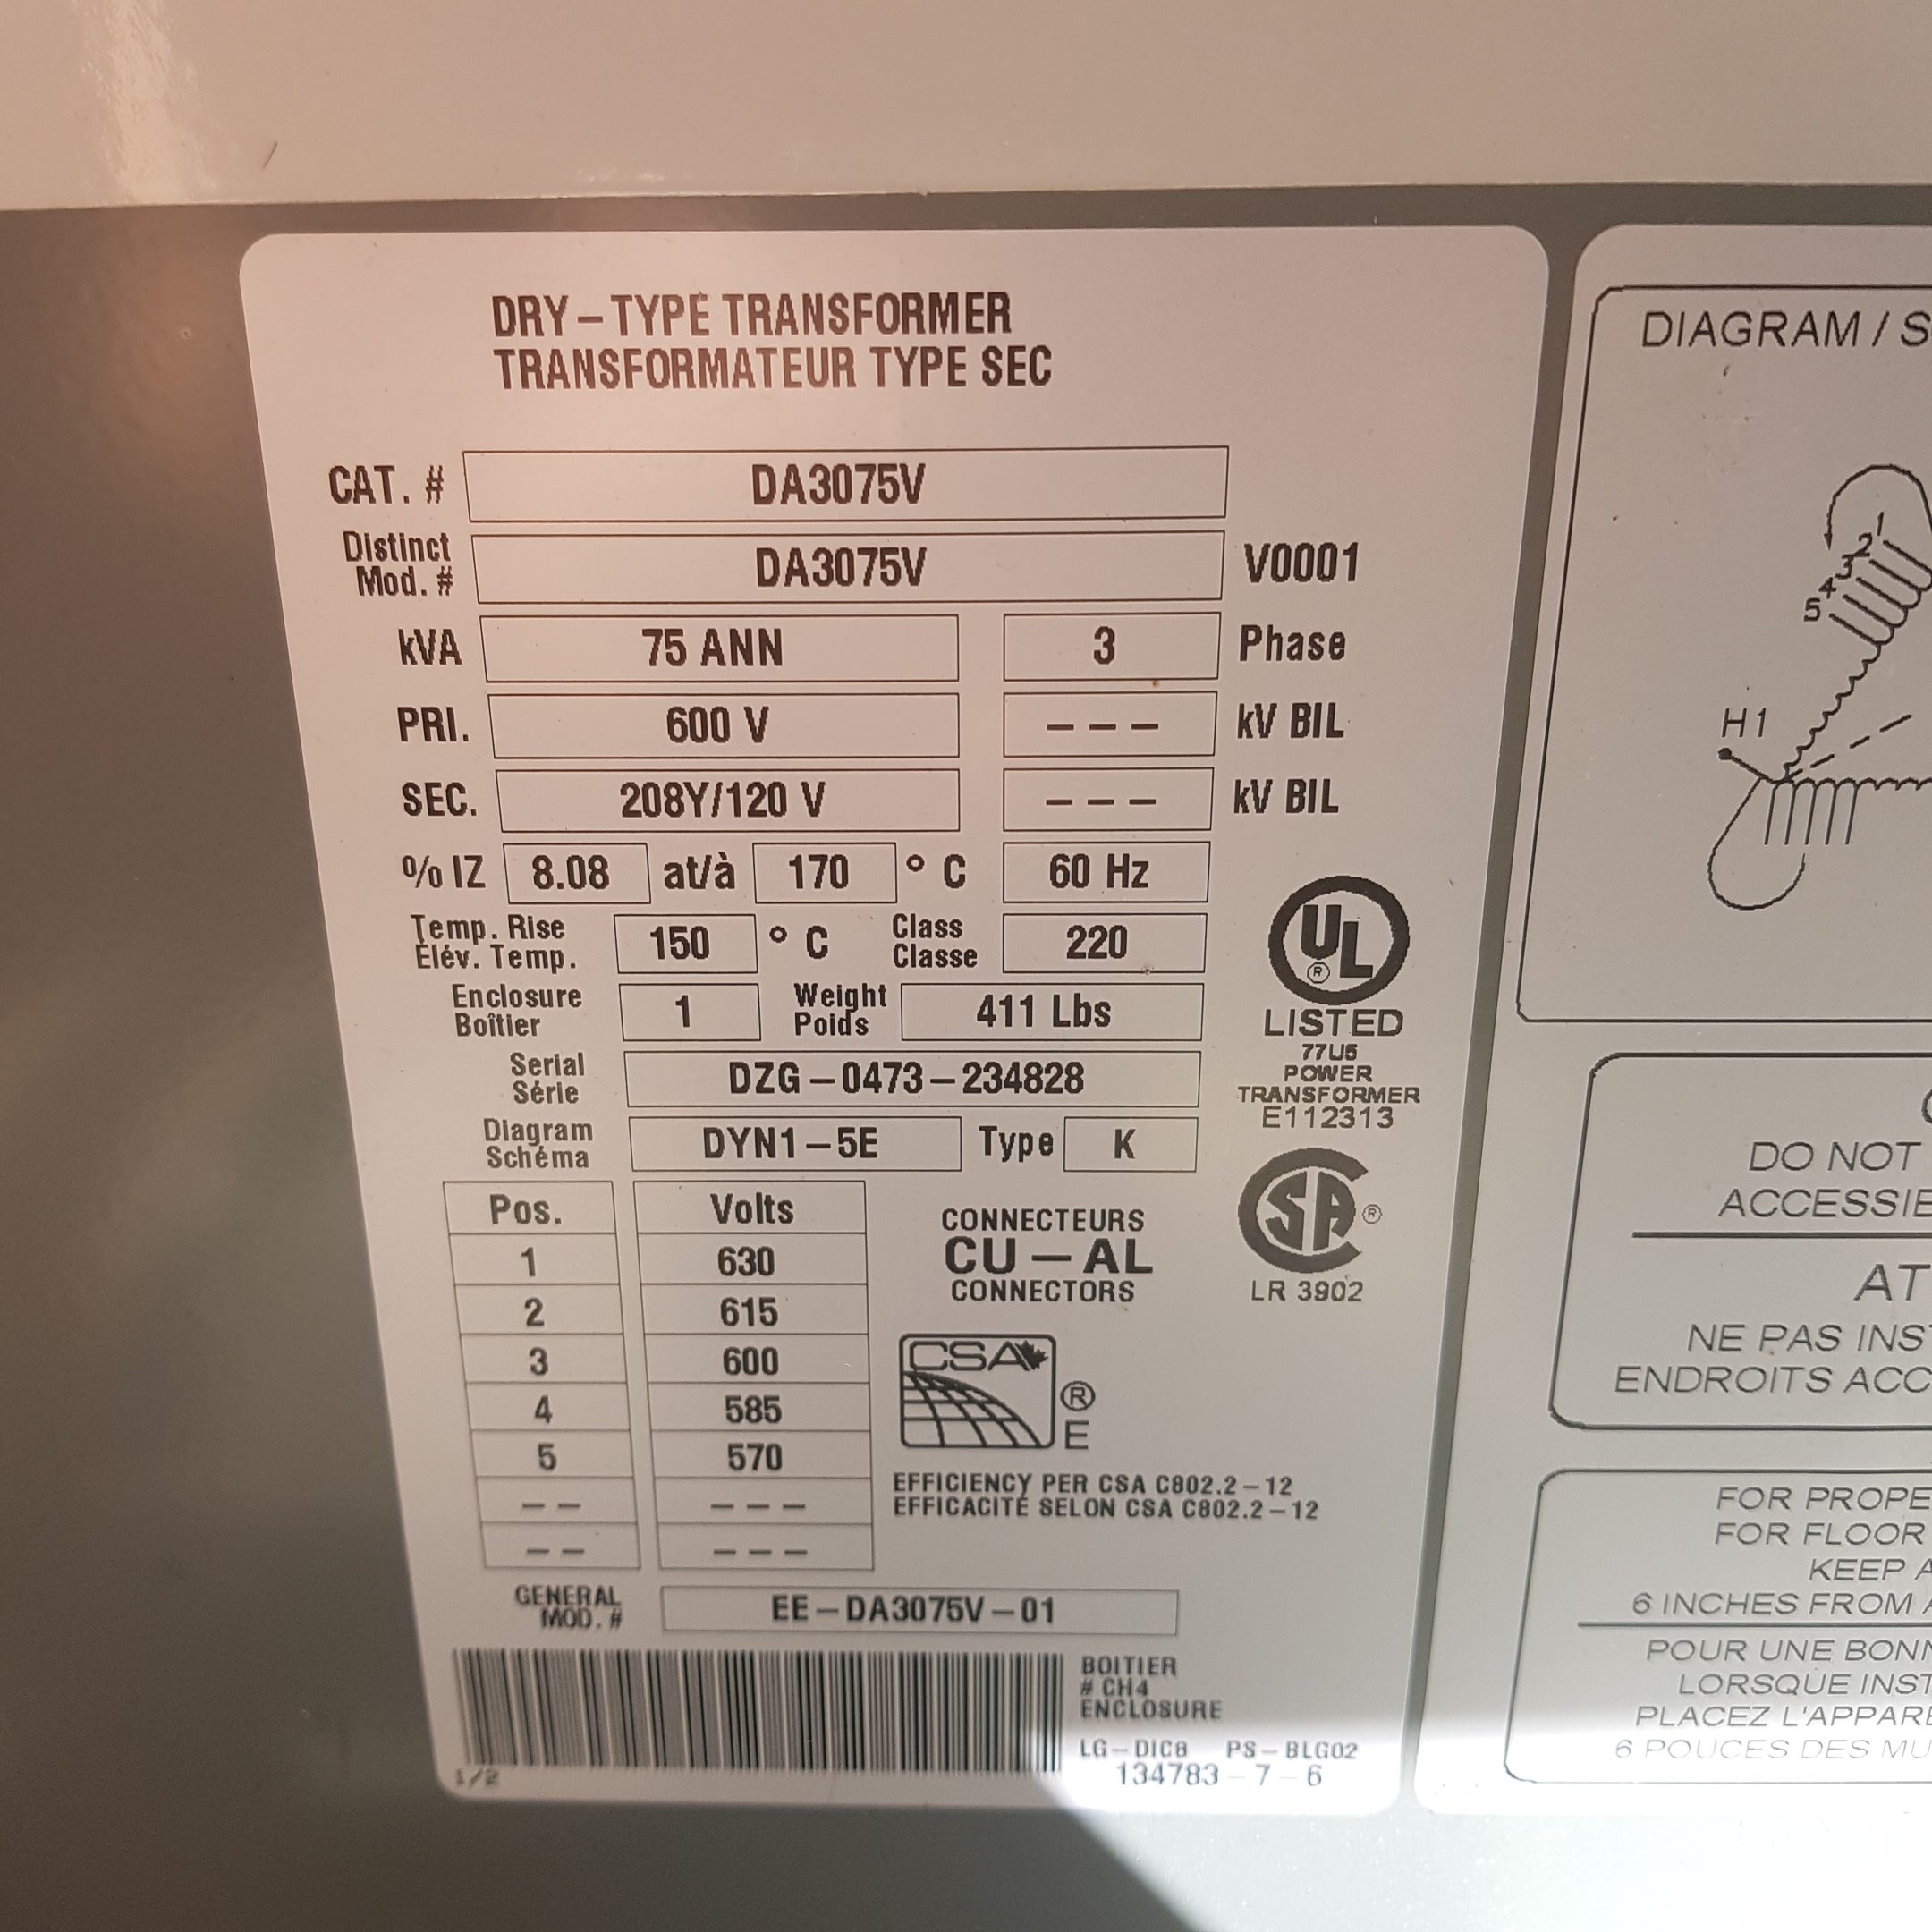 DRY-TYPE TRANSFORMER
TRANSFORMATEUR TYPE SEC
CAT. # DA3075V
Distinct Mod. # DA3075V V0001
kVA 75 ANN 3 Phase
PRI. 600 V --- kV BIL
SEC. 208Y/120 V --- kV BIL
% IZ 8.08 at/à 170 ° C 60 Hz
Temp. Rise Élév. Temp. 150 ° C Class Classe 220
Enclosure Boîtier 1 Weight Poids 411 Lbs
Serial Série DZG-0473-234828
Diagram Schéma DYN1-5E Type K
Pos. Volts
1 630
2 615
3 600
4 585
5 570
-- ---
-- ---
CONNECTEURS
CU-AL
CONNECTORS
UL ®
LISTED
77U5
POWER
TRANSFORMER
E112313
SA ®
LR 3902
CSA ®
E
EFFICIENCY PER CSA C802.2-12
EFFICACITÉ SELON CSA C802.2-12
GENERAL MOD. # EE-DA3075V-01
BOITIER
# CH4
ENCLOSURE
LG-DIC8 PS-BLG02
134783-7-6
1/2
DIAGRAM / S
1
2
3
4
5
H1
DO NOT
ACCESSIE
AT
NE PAS INS
ENDROITS ACC
FOR PROPE
FOR FLOOR
KEEP A
6 INCHES FROM
POUR UNE BONN
LORSQUE INST
PLACEZ L'APPARE
6 POUCES DES MU